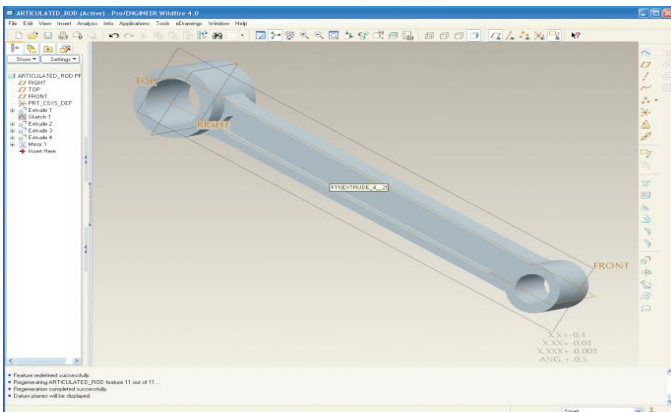 ARTICULATED_ROD (Active) - Pro/ENGINEER Wildfire 4.0
File Edit View Insert Analysis Info Applications Tools eDrawings Window Help
Show Settings
ARTICULATED_ROD.PR
RIGHT
TOP
FRONT
PRT_CSYS_DEF
Extrude 1
Sketch 1
Extrude 2
Extrude 3
Extrude 4
Mirror 1
Insert Here
TOP
RIGHT
FRONT
X.X+-0.1
X.XX+-0.01
X.XXX+-0.001
ANG.+-0.5
Feature redefined successfully.
Regenerating ARTICULATED_ROD feature 11 out of 11 ...
Regeneration completed successfully.
Datum planes will be displayed.
Smart